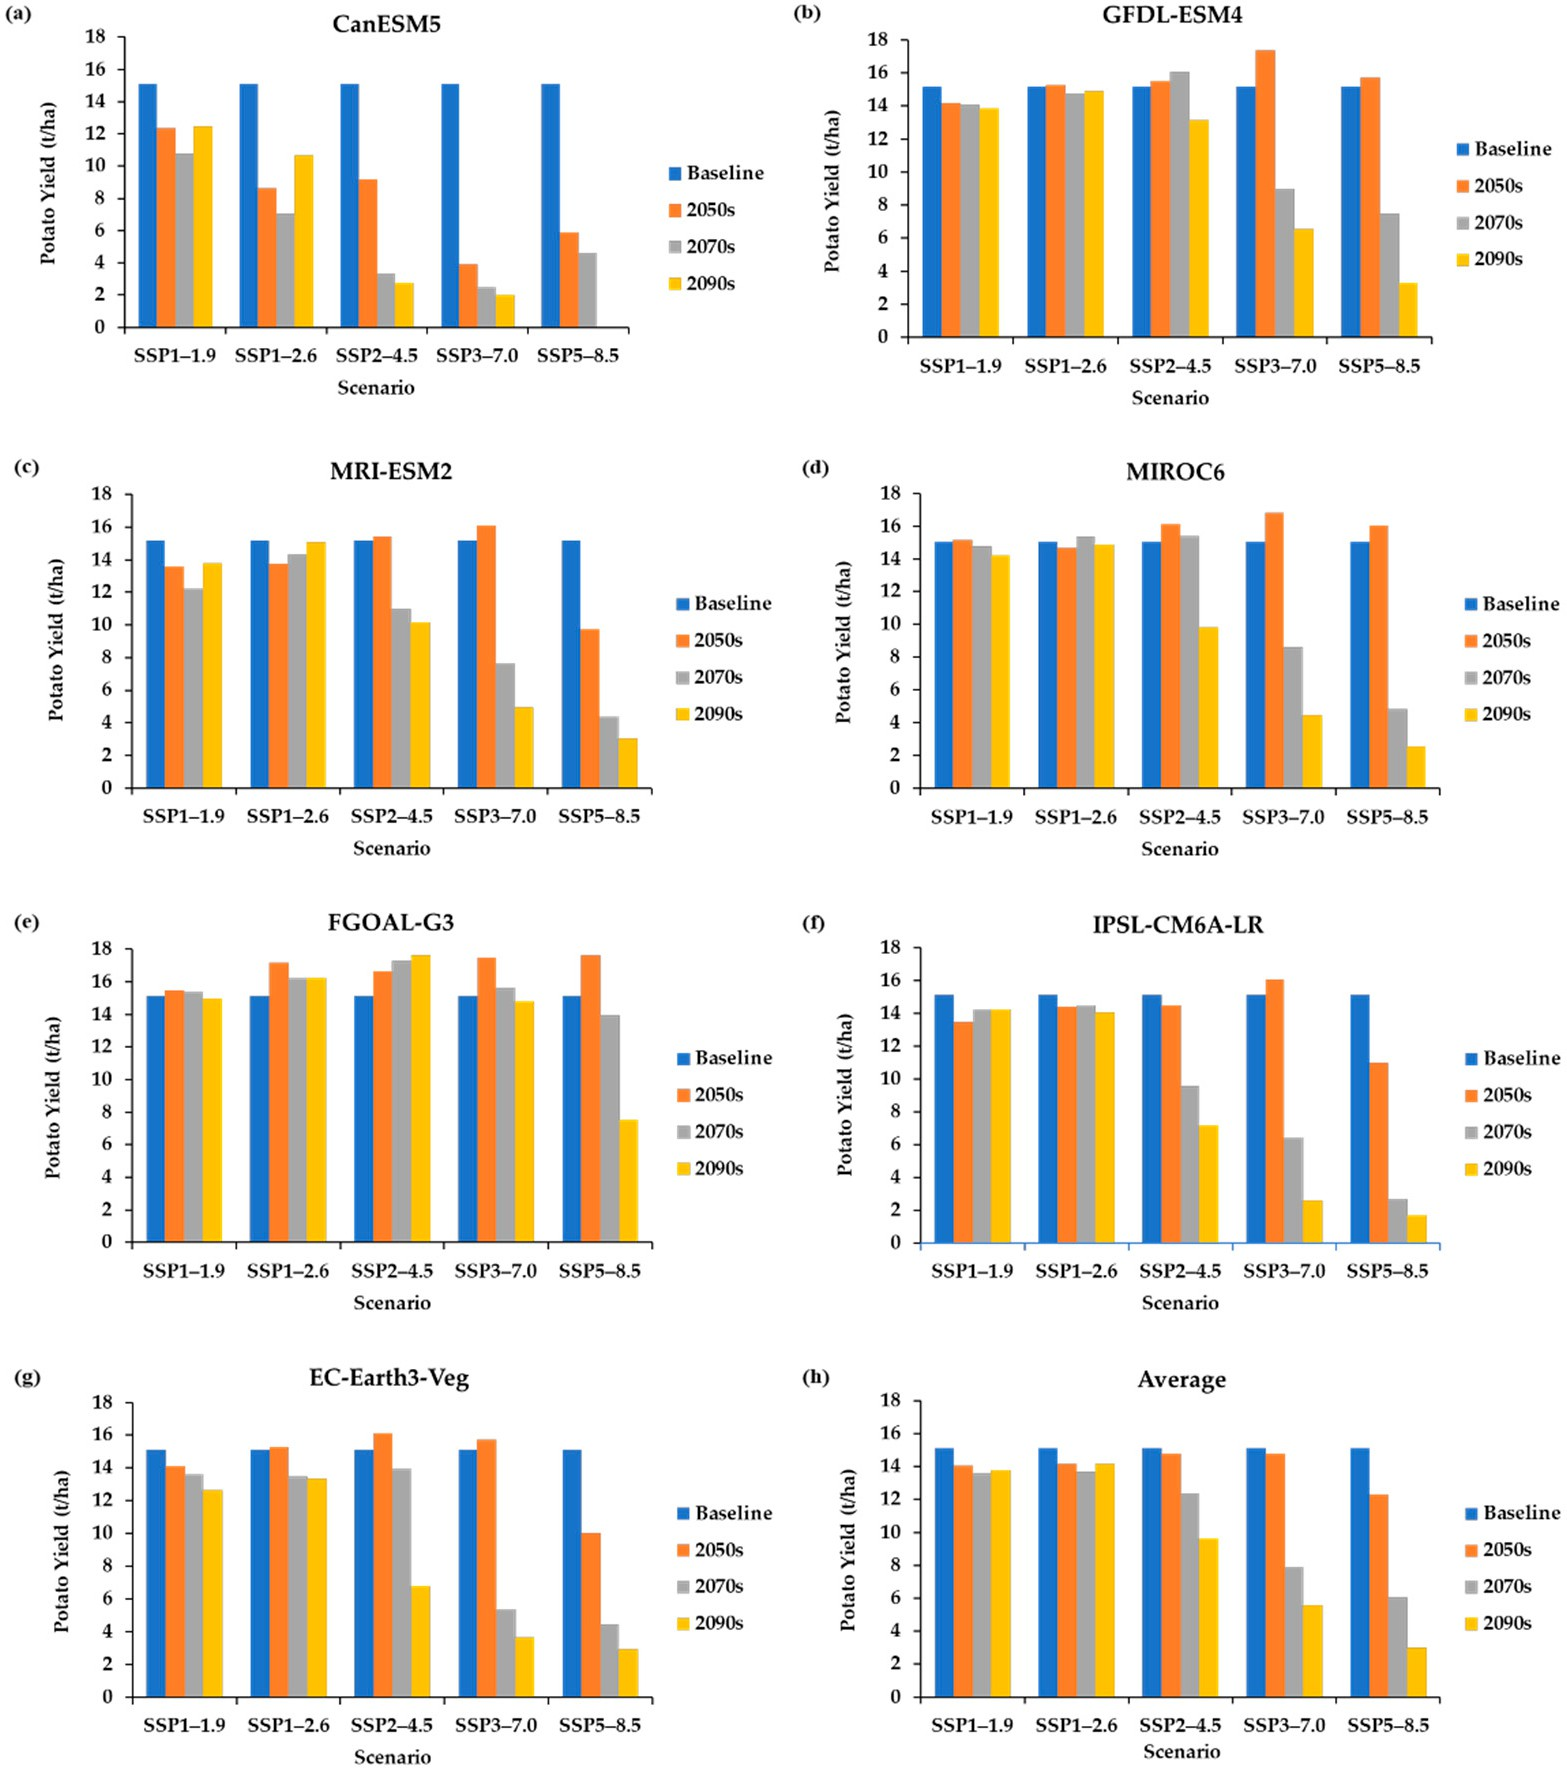 (a)
CanESM5
18
16
14
12
10
8
6
4
2
0
Potato Yield (t/ha)
SSP1–1.9 SSP1–2.6 SSP2–4.5 SSP3–7.0 SSP5–8.5
Scenario
Baseline
2050s
2070s
2090s
(b)
GFDL-ESM4
18
16
14
12
10
8
6
4
2
0
Potato Yield (t/ha)
SSP1–1.9 SSP1–2.6 SSP2–4.5 SSP3–7.0 SSP5–8.5
Scenario
Baseline
2050s
2070s
2090s
(c)
MRI-ESM2
18
16
14
12
10
8
6
4
2
0
Potato Yield (t/ha)
SSP1–1.9 SSP1–2.6 SSP2–4.5 SSP3–7.0 SSP5–8.5
Scenario
Baseline
2050s
2070s
2090s
(d)
MIROC6
18
16
14
12
10
8
6
4
2
0
Potato Yield (t/ha)
SSP1–1.9 SSP1–2.6 SSP2–4.5 SSP3–7.0 SSP5–8.5
Scenario
Baseline
2050s
2070s
2090s
(e)
FGOAL-G3
18
16
14
12
10
8
6
4
2
0
Potato Yield (t/ha)
SSP1–1.9 SSP1–2.6 SSP2–4.5 SSP3–7.0 SSP5–8.5
Scenario
Baseline
2050s
2070s
2090s
(f)
IPSL-CM6A-LR
18
16
14
12
10
8
6
4
2
0
Potato Yield (t/ha)
SSP1–1.9 SSP1–2.6 SSP2–4.5 SSP3–7.0 SSP5–8.5
Scenario
Baseline
2050s
2070s
2090s
(g)
EC-Earth3-Veg
18
16
14
12
10
8
6
4
2
0
Potato Yield (t/ha)
SSP1–1.9 SSP1–2.6 SSP2–4.5 SSP3–7.0 SSP5–8.5
Scenario
Baseline
2050s
2070s
2090s
(h)
Average
18
16
14
12
10
8
6
4
2
0
Potato Yield (t/ha)
SSP1–1.9 SSP1–2.6 SSP2–4.5 SSP3–7.0 SSP5–8.5
Scenario
Baseline
2050s
2070s
2090s